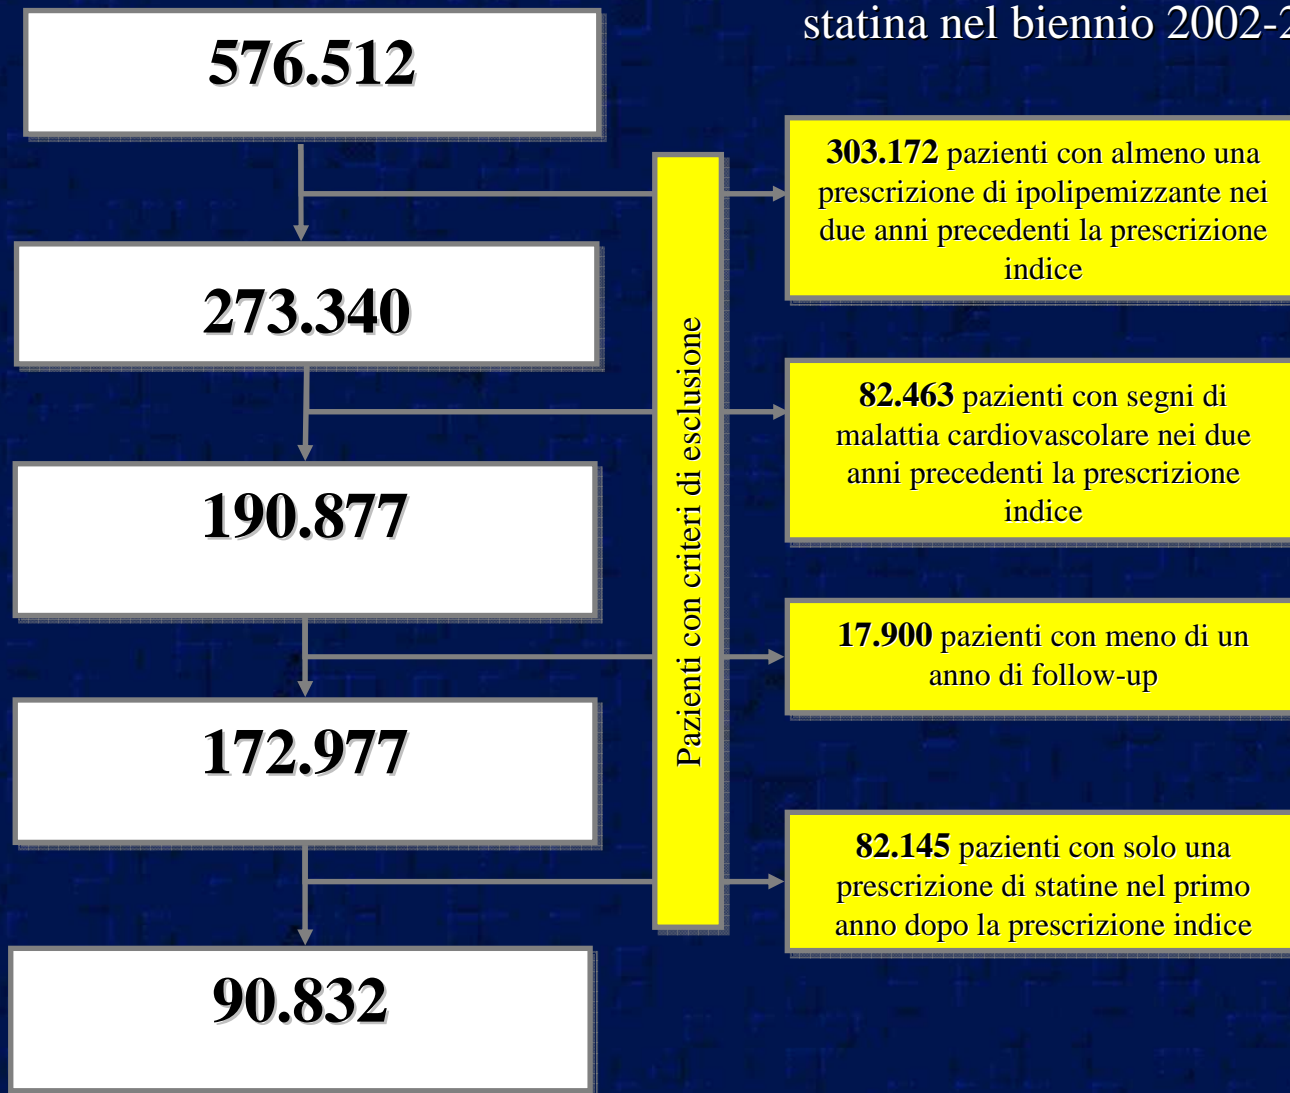 statina nel biennio 2002-2
576.512
303.172 pazienti con almeno una
prescrizione di ipolipemizzante nei
due anni precedenti la prescrizione
indice
273.340
Pazienti con criteri di esclusione
82.463 pazienti con segni di
malattia cardiovascolare nei due
anni precedenti la prescrizione
indice
190.877
17.900 pazienti con meno di un
anno di follow-up
172.977
82.145 pazienti con solo una
prescrizione di statine nel primo
anno dopo la prescrizione indice
90.832